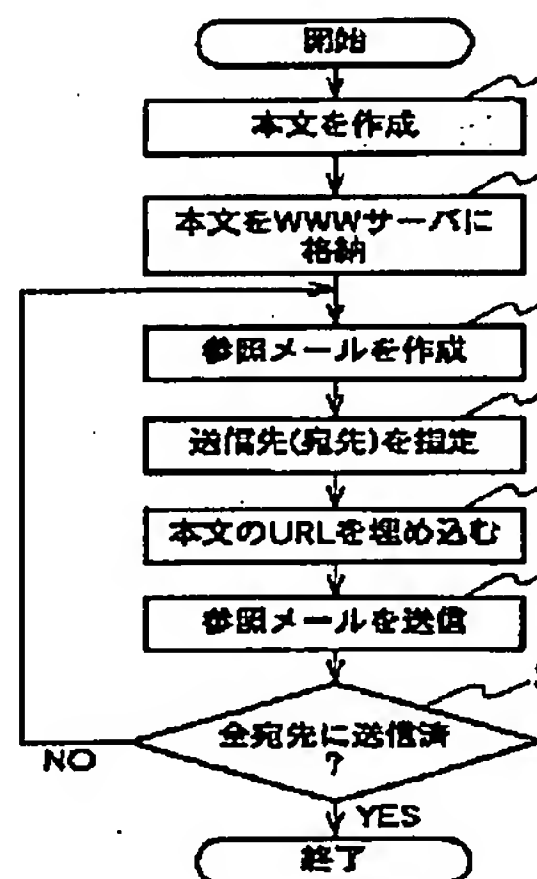 開始
本文を作成
本文をWWWサーバに
格納
参照メールを作成
送信先(宛先)を指定
本文のURLを埋め込む
参照メールを送信
全宛先に送信済
?
NO
YES
終了